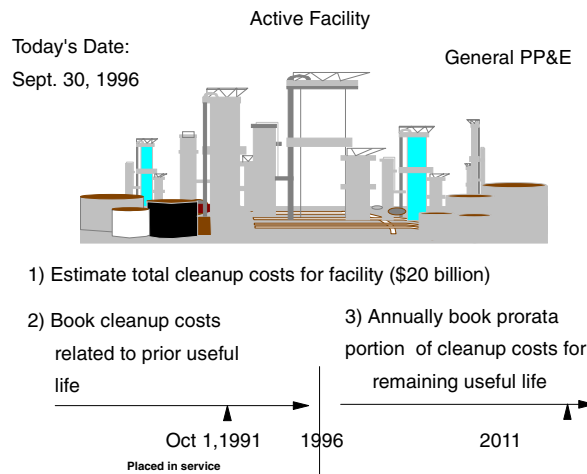 Active Facility
Today's Date:
Sept. 30, 1996
General PP&E
1) Estimate total cleanup costs for facility ($20 billion)
2) Book cleanup costs
related to prior useful
life
3) Annually book prorata
portion of cleanup costs for
remaining useful life
Oct 1,1991
1996
2011
Placed in service